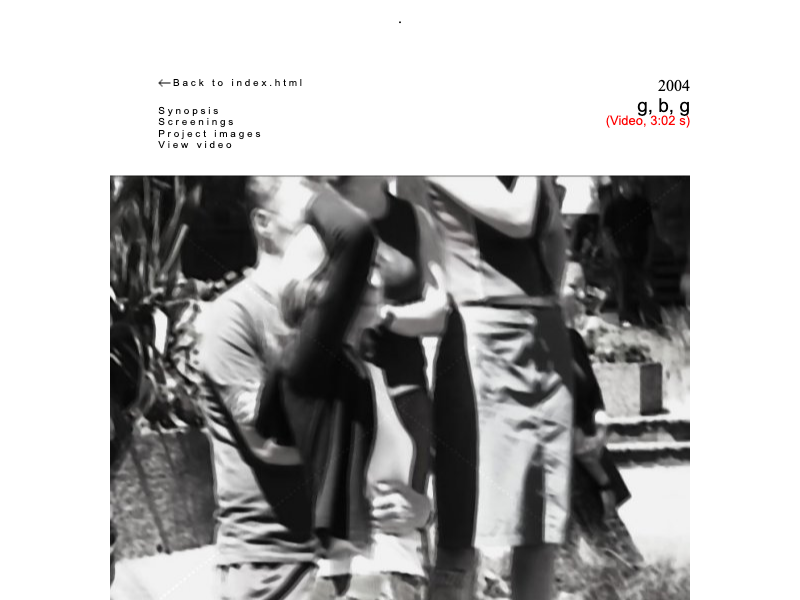 ←Back to index.html
2004
g, b, g
(Video, 3:02 s)
Synopsis
Screenings
Project images
View video